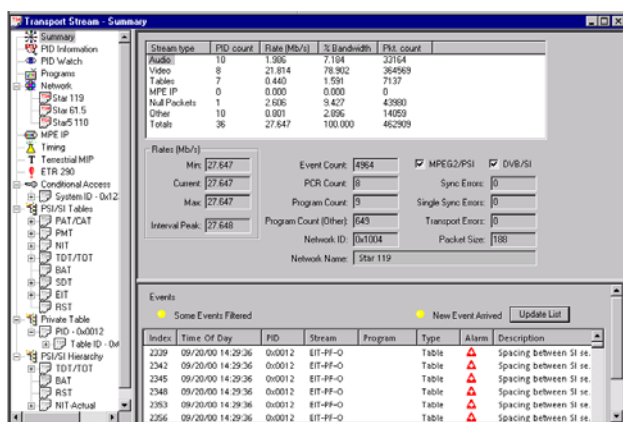 Transport Stream - Summary
Summary
PID Information
PID Watch
Programs
Network
Star 119
Star 61.5
Star5 110
MPE IP
Timing
Terrestrial MIP
ETR 290
Conditional Access
System ID - 0x12
PSI/SI Tables
PAT/CAT
PMT
NIT
TDT/TOT
BAT
SDT
EIT
RST
Private Table
PID - 0x0012
Table ID - 0x
PSI/SI Hierarchy
TDT/TOT
BAT
RST
NIT Actual
Stream type PID count Rate (Mb/s) % Bandwidth Pkt. count
Audio 10 1.986 7.184 33164
Video 8 21.814 78.902 364569
Tables 7 0.440 1.591 7137
MPE IP 0 0.000 0.000 0
Null Packets 1 2.606 9.427 43980
Other 10 0.801 2.896 14059
Totals 36 27.647 100.000 462909
Rates (Mb/s)
Min: 27.647
Current: 27.647
Max: 27.647
Interval Peak: 27.648
Event Count: 4964
PCR Count: 8
Program Count: 9
Program Count (Other): 649
Network ID: 0x1004
Network Name: Star 119
MPEG2/PSI DVB/SI
Sync Errors: 0
Single Sync Errors: 0
Transport Errors: 0
Packet Size: 188
Events
Some Events Filtered New Event Arrived Update List
Index Time Of Day PID Stream Program Type Alarm Description
2339 09/20/00 14:29:36 0x0012 EIT-PF-O Table Spacing between SI se.
2342 09/20/00 14:29:36 0x0012 EIT-PF-O Table Spacing between SI se.
2345 09/20/00 14:29:36 0x0012 EIT-PF-O Table Spacing between SI se.
2348 09/20/00 14:29:36 0x0012 EIT-PF-O Table Spacing between SI se.
2353 09/20/00 14:29:36 0x0012 EIT-PF-O Table Spacing between SI se.
2356 09/20/00 14:29:36 0x0012 EIT-PF-O Table Spacing between SI se.